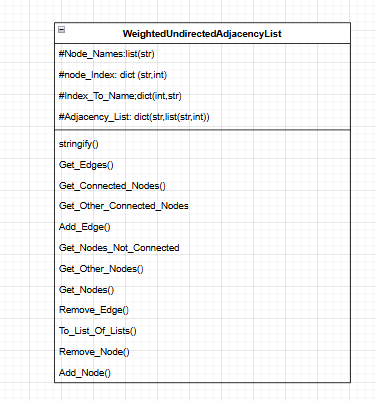 WeightedUndirectedAdjacencyList
#Node_Names:list(str)
#node_Index: dict (str,int)
#Index_To_Name;dict(int,str)
#Adjacency_List: dict(str,list(str,int))
stringify()
Get_Edges()
Get_Connected_Nodes()
Get_Other_Connected_Nodes
Add_Edge()
Get_Nodes_Not_Connected
Get_Other_Nodes()
Get_Nodes()
Remove_Edge()
To_List_Of_Lists()
Remove_Node()
Add_Node()